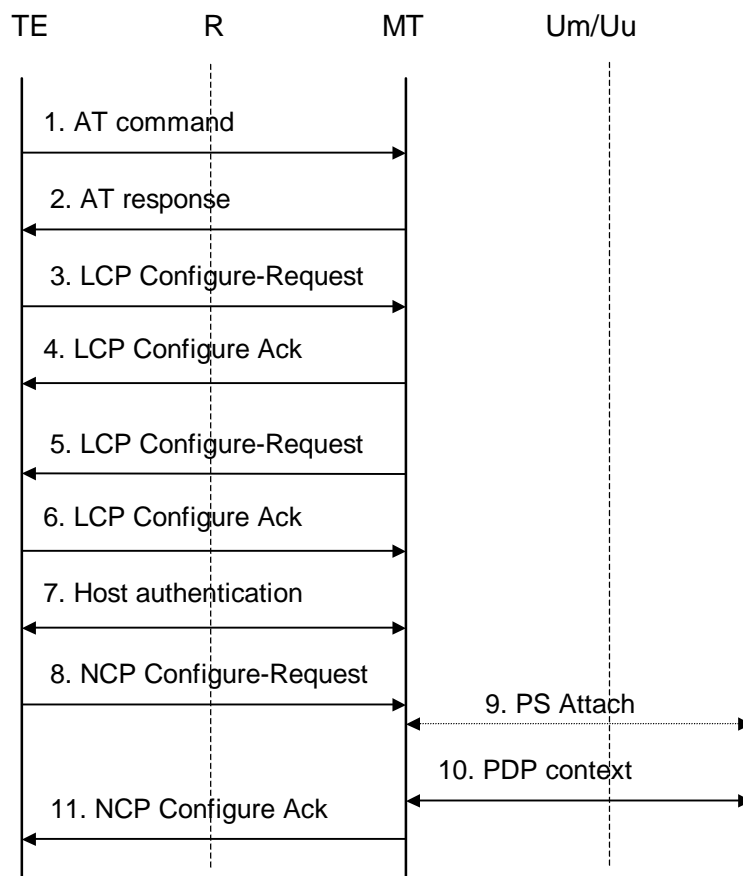 TE R MT Um/Uu
1. AT command
2. AT response
3. LCP Configure-Request
4. LCP Configure Ack
5. LCP Configure-Request
6. LCP Configure Ack
7. Host authentication
8. NCP Configure-Request
9. PS Attach
10. PDP context
11. NCP Configure Ack